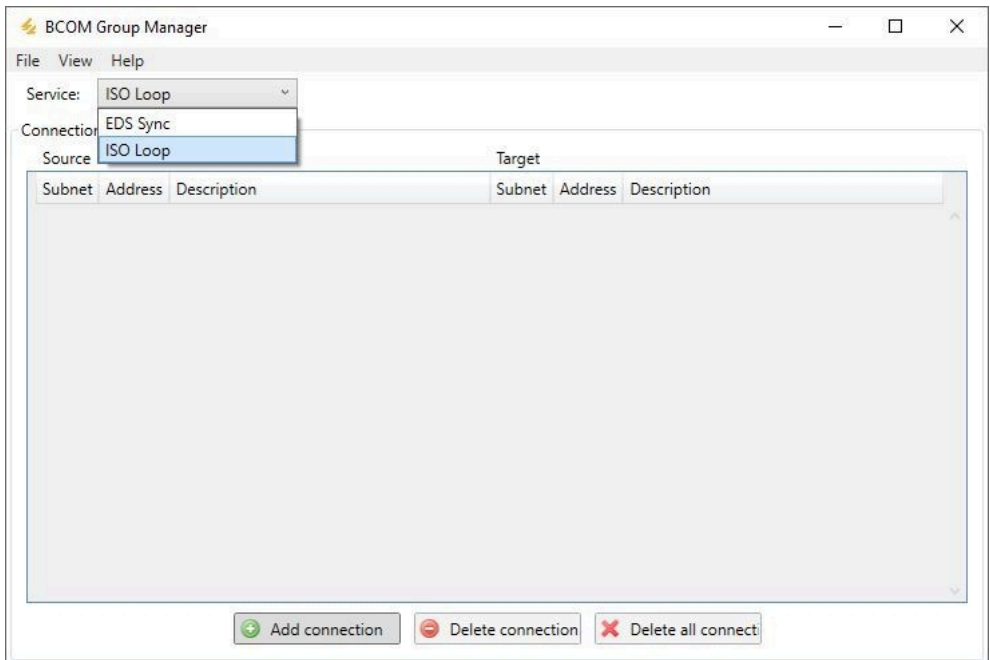 BCOM Group Manager
File View Help
Service: ISO Loop
EDS Sync
Connection
ISO Loop
Source Target
Subnet Address Description Subnet Address Description
Add connection Delete connection Delete all connecti